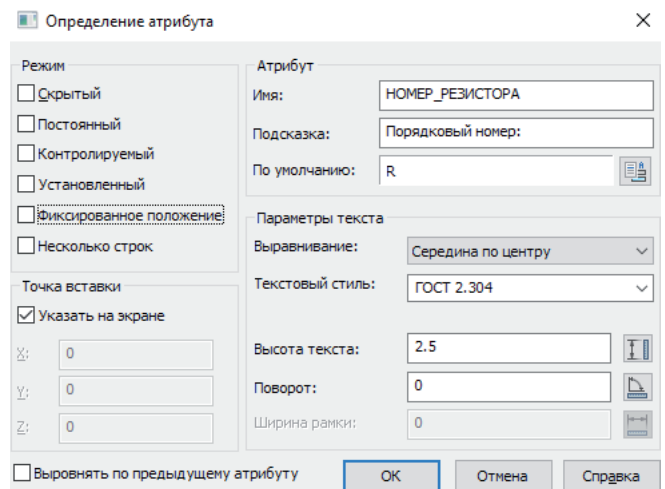 Определение атрибута
Режим
Скрытый
Постоянный
Контролируемый
Установленный
Фиксированное положение
Несколько строк
Точка вставки
Указать на экране
X: 0
Y: 0
Z: 0
Атрибут
Имя: НОМЕР_РЕЗИСТОРА
Подсказка: Порядковый номер:
По умолчанию: R
Параметры текста
Выравнивание: Середина по центру
Текстовый стиль: ГОСТ 2.304
Высота текста: 2.5
Поворот: 0
Ширина рамки: 0
Выровнять по предыдущему атрибуту
ОК Отмена Справка